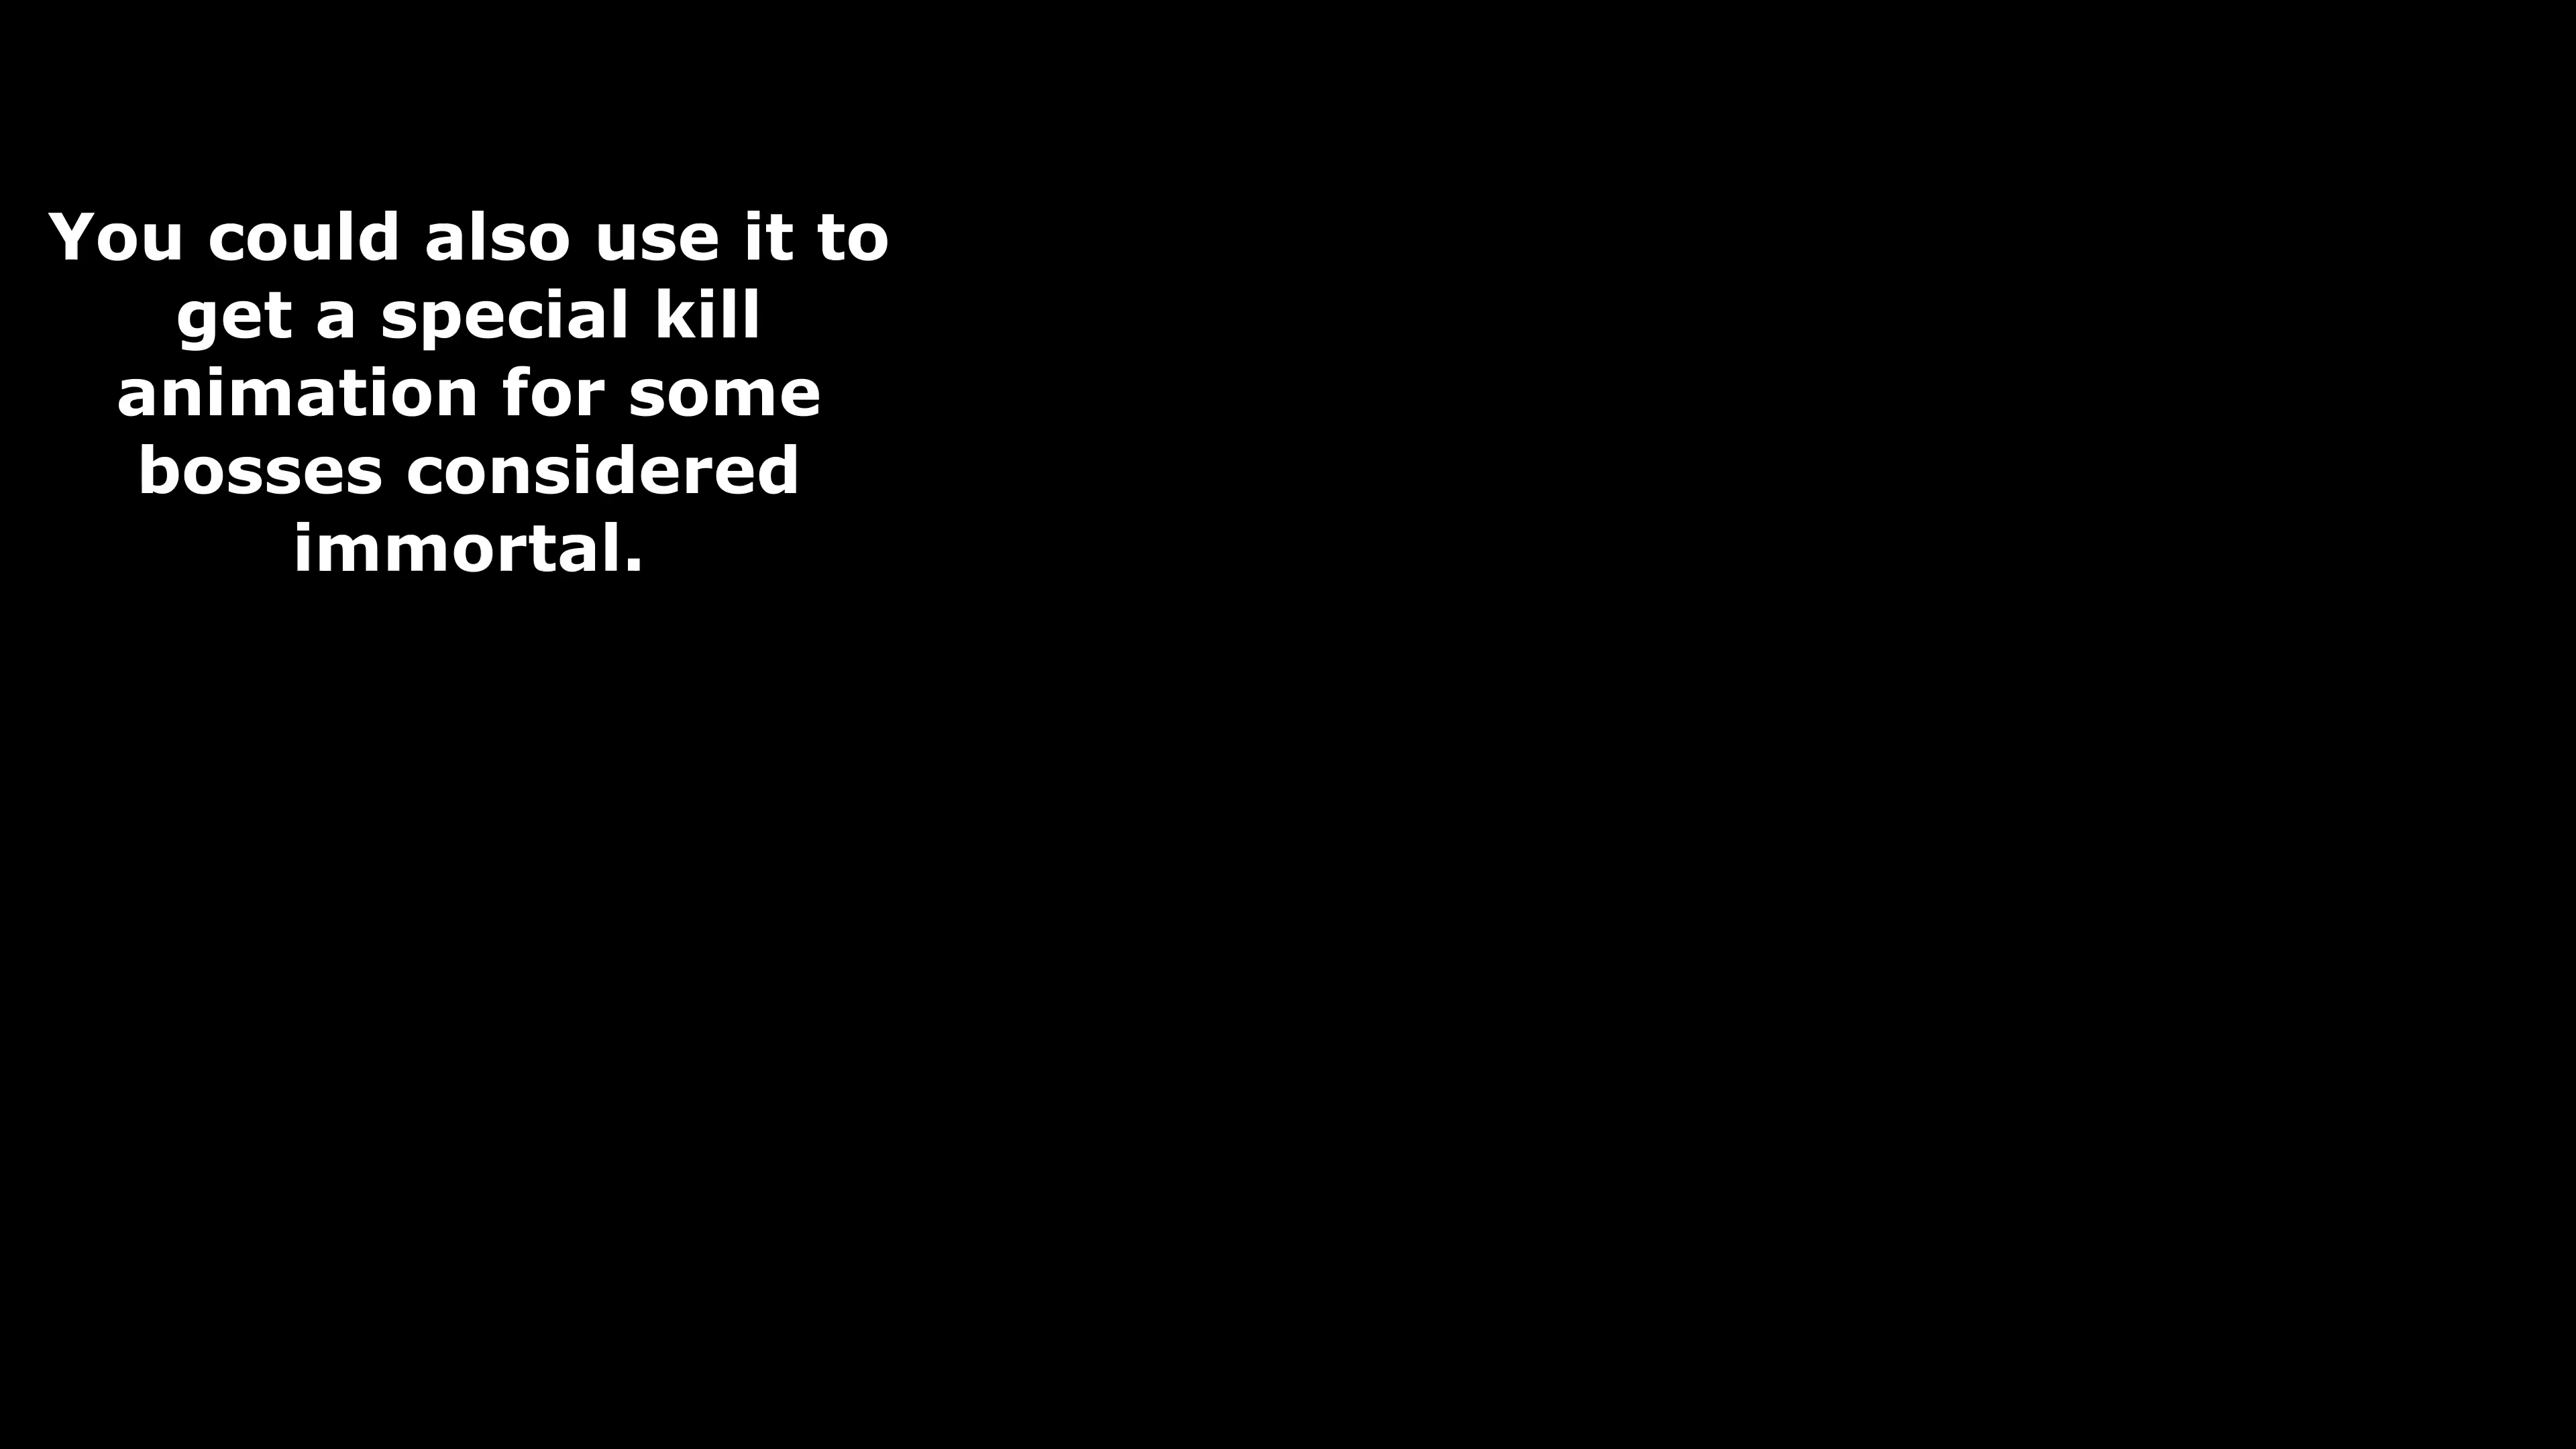 You could also use it to
get a special kill
animation for some
bosses considered
immortal.